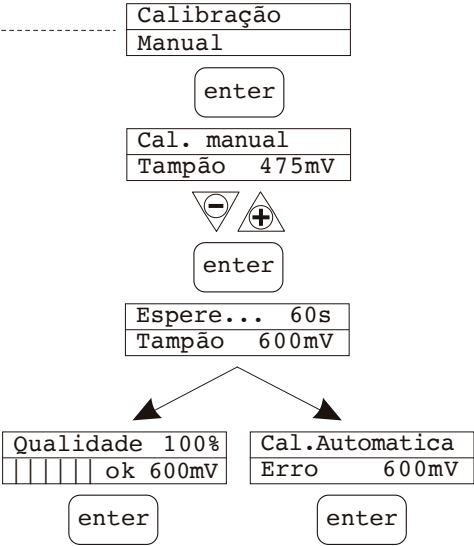 Calibração
Manual
enter
Cal. manual
Tampão 475mV
enter
Espere... 60s
Tampão 600mV
Qualidade 100%
|||||| ok 600mV
enter
Cal.Automatica
Erro 600mV
enter